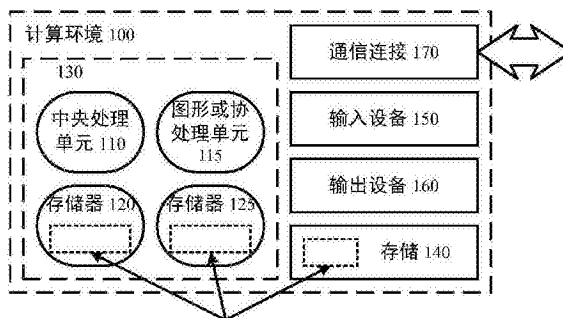 计算环境 100
130
中央处理
单元 110
图形或协
处理单元
115
存储器 120
存储器 125
通信连接 170
输入设备 150
输出设备 160
存储 140